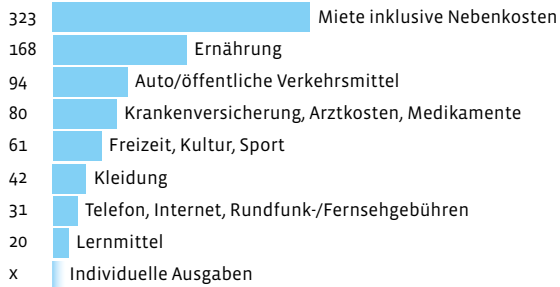 323 Miete inklusive Nebenkosten
168 Ernährung
94 Auto/öffentliche Verkehrsmittel
80 Krankenversicherung, Arztkosten, Medikamente
61 Freizeit, Kultur, Sport
42 Kleidung
31 Telefon, Internet, Rundfunk-/Fernsehgebühren
20 Lernmittel
x Individuelle Ausgaben